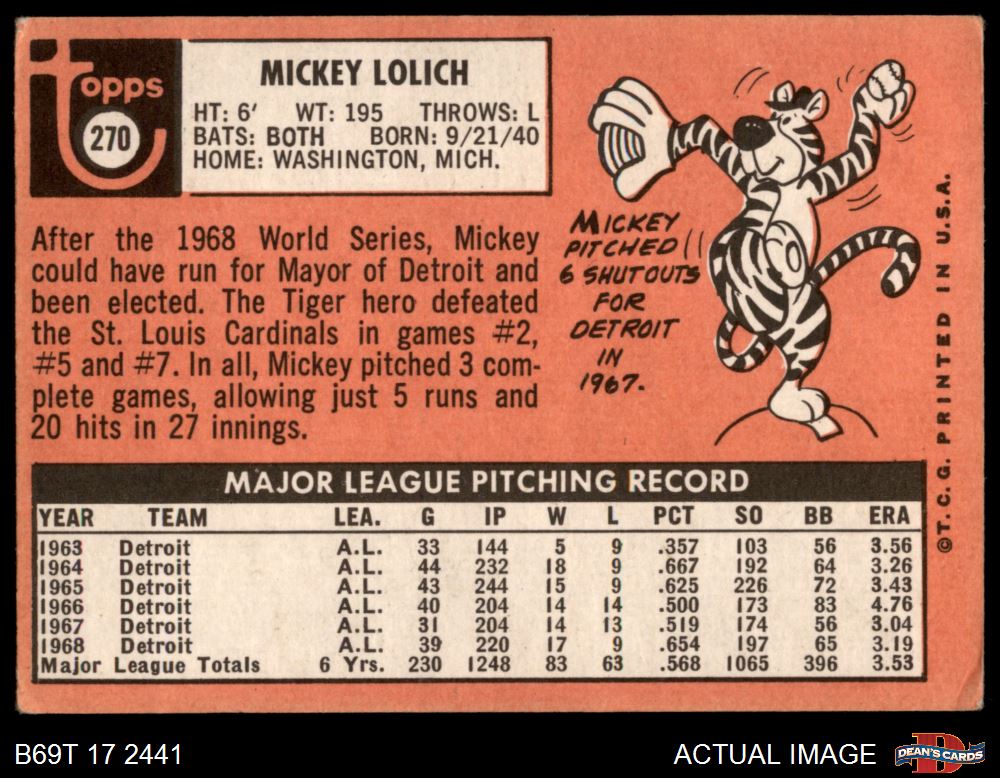 Topps
270
MICKEY LOLICH
HT: 6' WT: 195 THROWS: L
BATS: BOTH BORN: 9/21/40
HOME: WASHINGTON, MICH.
After the 1968 World Series, Mickey
could have run for Mayor of Detroit and
been elected. The Tiger hero defeated
the St. Louis Cardinals in games #2,
#5 and #7. In all, Mickey pitched 3 com-
plete games, allowing just 5 runs and
20 hits in 27 innings.
MICKEY
PITCHED
6 SHUTOUTS
FOR
DETROIT
IN
1967.
D
MAJOR LEAGUE PITCHING RECORD
YEAR TEAM LEA. G IP W L PCT SO BB ERA
1963 Detroit A.L. 33 144 5 9 .357 103 56 3.56
1964 Detroit A.L. 44 232 18 9 .667 192 64 3.26
1965 Detroit A.L. 43 244 15 9 .625 226 72 3.43
1966 Detroit A.L. 40 204 14 14 .500 173 83 4.76
1967 Detroit A.L. 31 204 14 13 .519 174 56 3.04
1968 Detroit A.L. 39 220 17 9 .654 197 65 3.19
Major League Totals 6 Yrs. 230 1248 83 63 .568 1065 396 3.53
©T.C.G. PRINTED IN U.S.A.
B69T 17 2441
ACTUAL IMAGE
DEAN'S CARDS